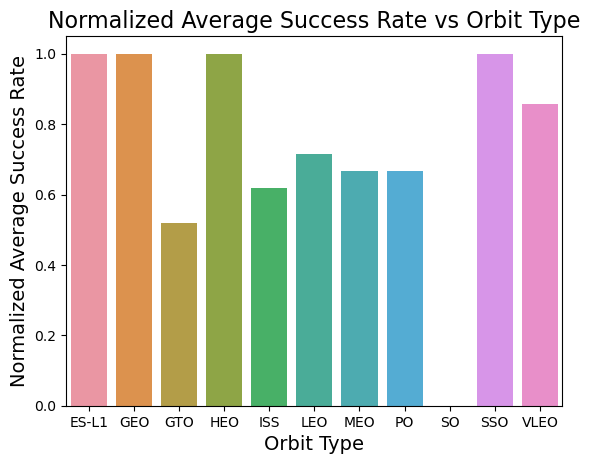 Normalized Average Success Rate vs Orbit Type
Normalized Average Success Rate
1.0
0.8
0.6
0.4
0.2
0.0
ES-L1 GEO GTO HEO ISS LEO MEO PO SO SSO VLEO
Orbit Type